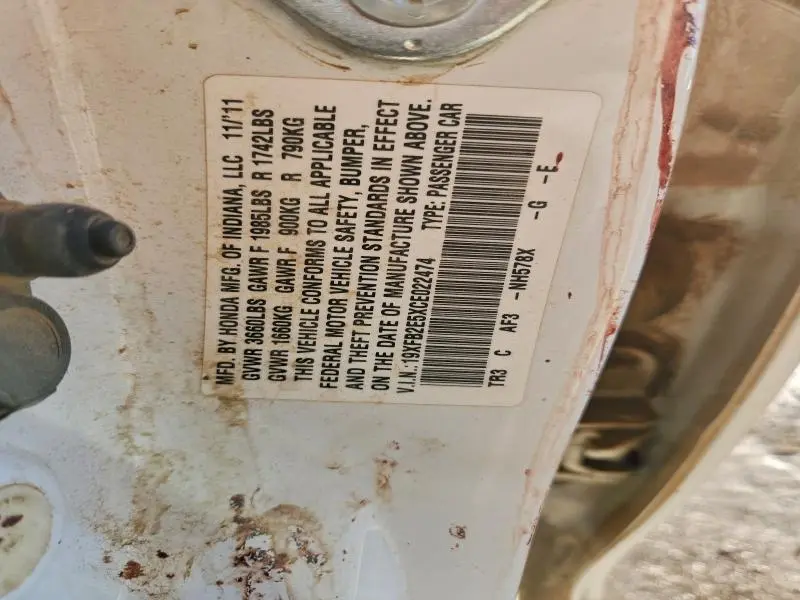 MFD. BY HONDA MFG. OF INDIANA, LLC 11/'11
GVWR 3660LBS GAWR F 1985LBS R 1742LBS
GVWR 1660KG GAWR F 900KG R 790KG
THIS VEHICLE CONFORMS TO ALL APPLICABLE
FEDERAL MOTOR VEHICLE SAFETY, BUMPER,
AND THEFT PREVENTION STANDARDS IN EFFECT
ON THE DATE OF MANUFACTURE SHOWN ABOVE.
V.I.N.:19XFB2E5XCE022474 TYPE: PASSENGER CAR
TR3 C AF3 -NH578X -G -E